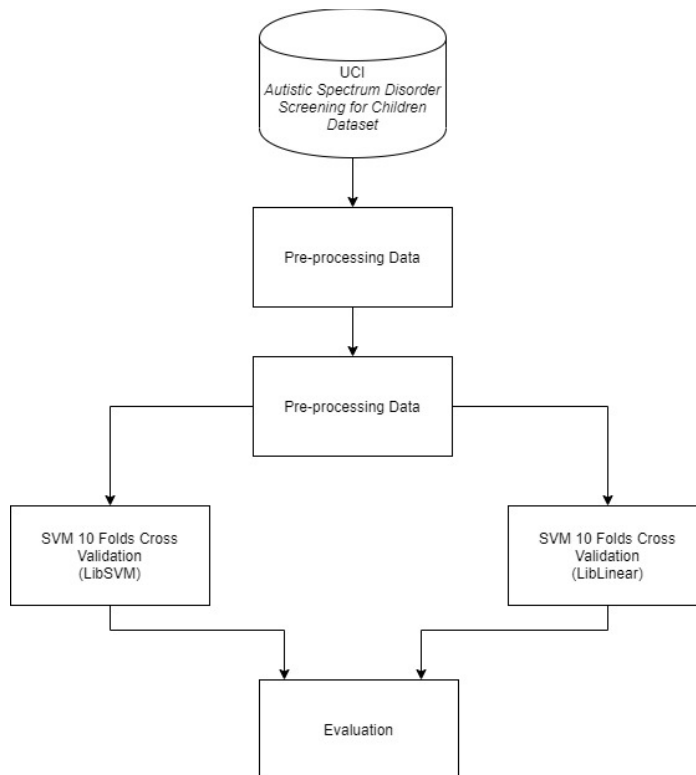 UCI
Autistic Spectrum Disorder
Screening for Children
Dataset
Pre-processing Data
Pre-processing Data
SVM 10 Folds Cross
Validation
(LibSVM)
SVM 10 Folds Cross
Validation
(LibLinear)
Evaluation